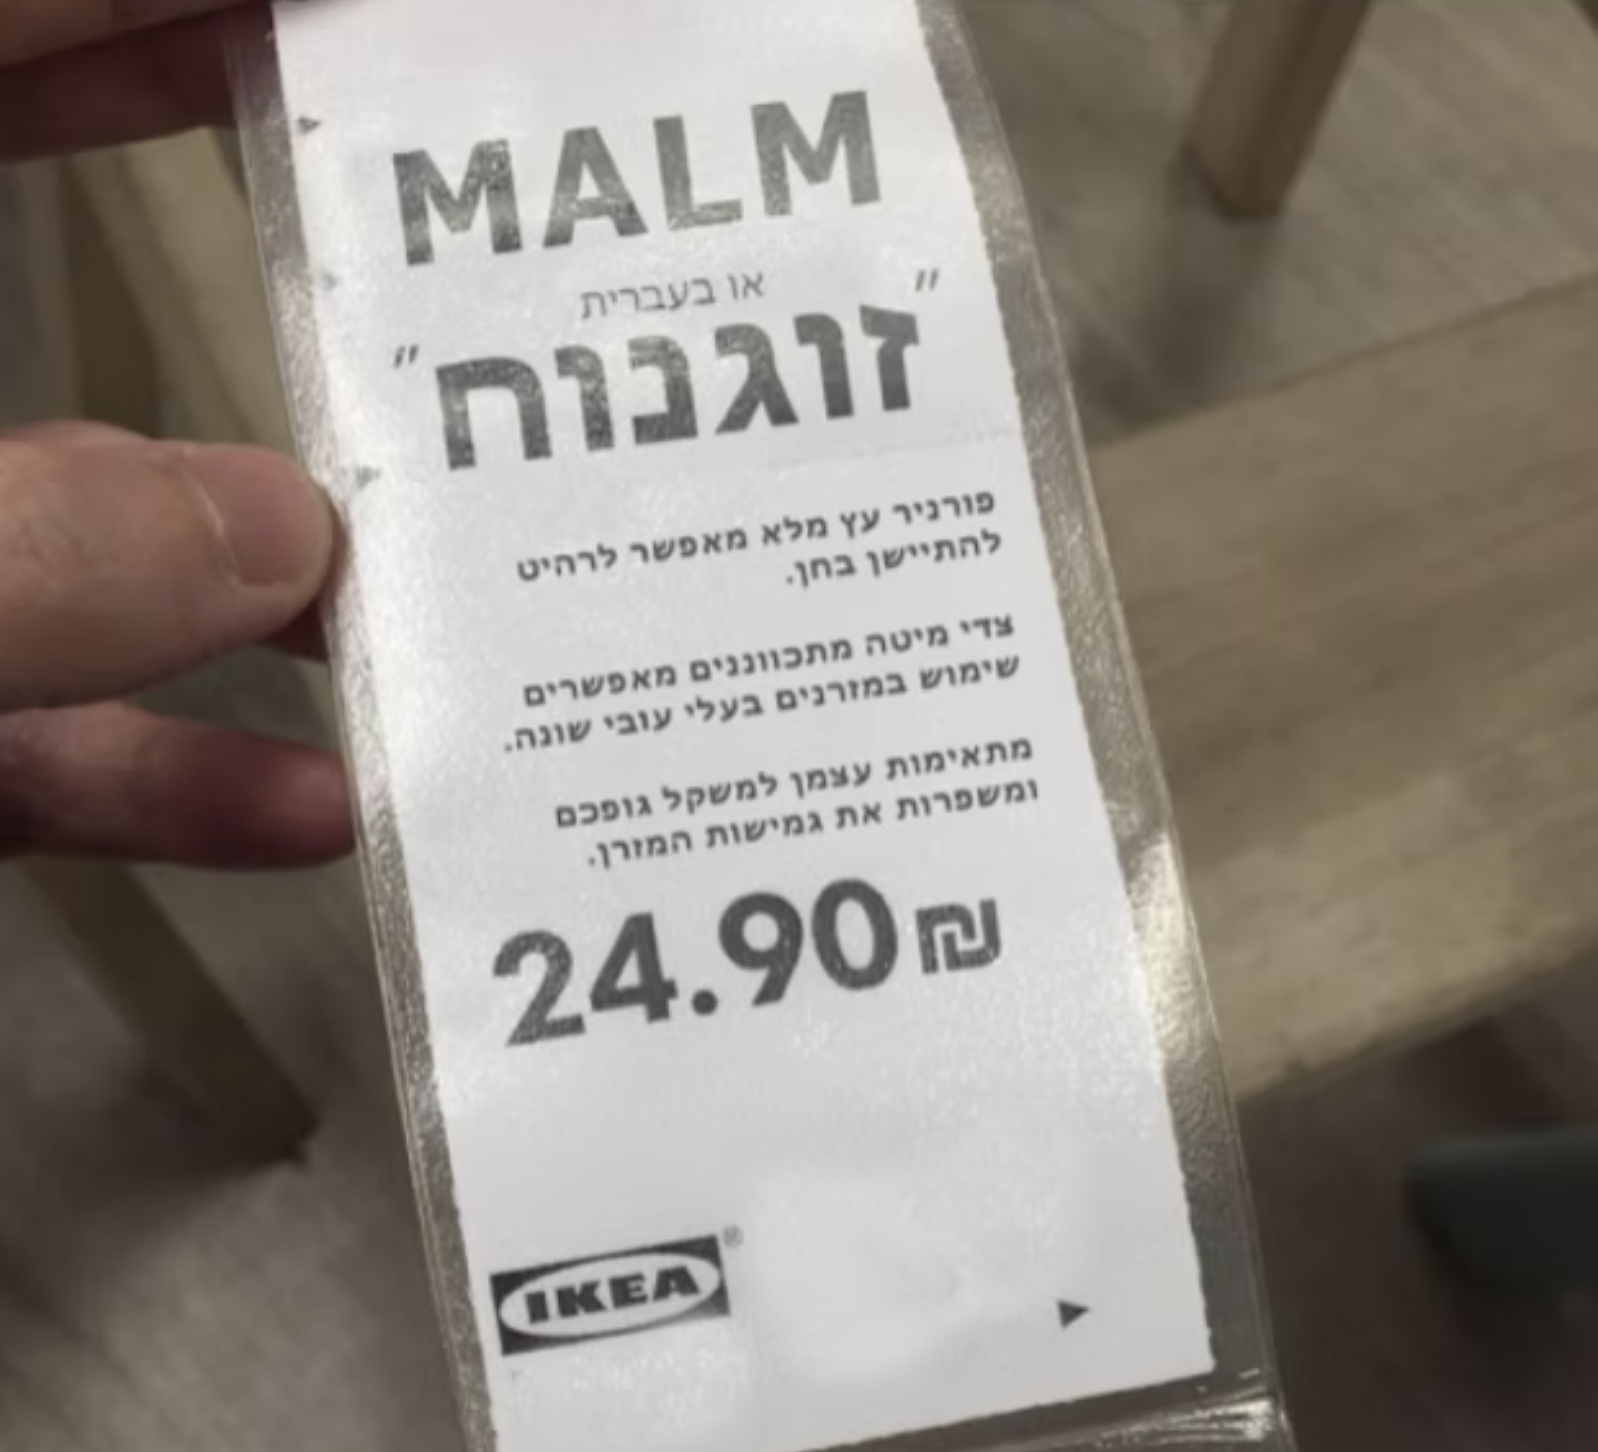 MALM
או בעברית
"זוגנוח"
פורניר עץ מלא מאפשר לרהיט
להתיישן בחן.
צדי מיטה מתכווננים מאפשרים
שימוש במזרנים בעלי עובי שונה.
מתאימות עצמן למשקל גופכם
ומשפרות את גמישות המזרן.
24.90₪
IKEA®